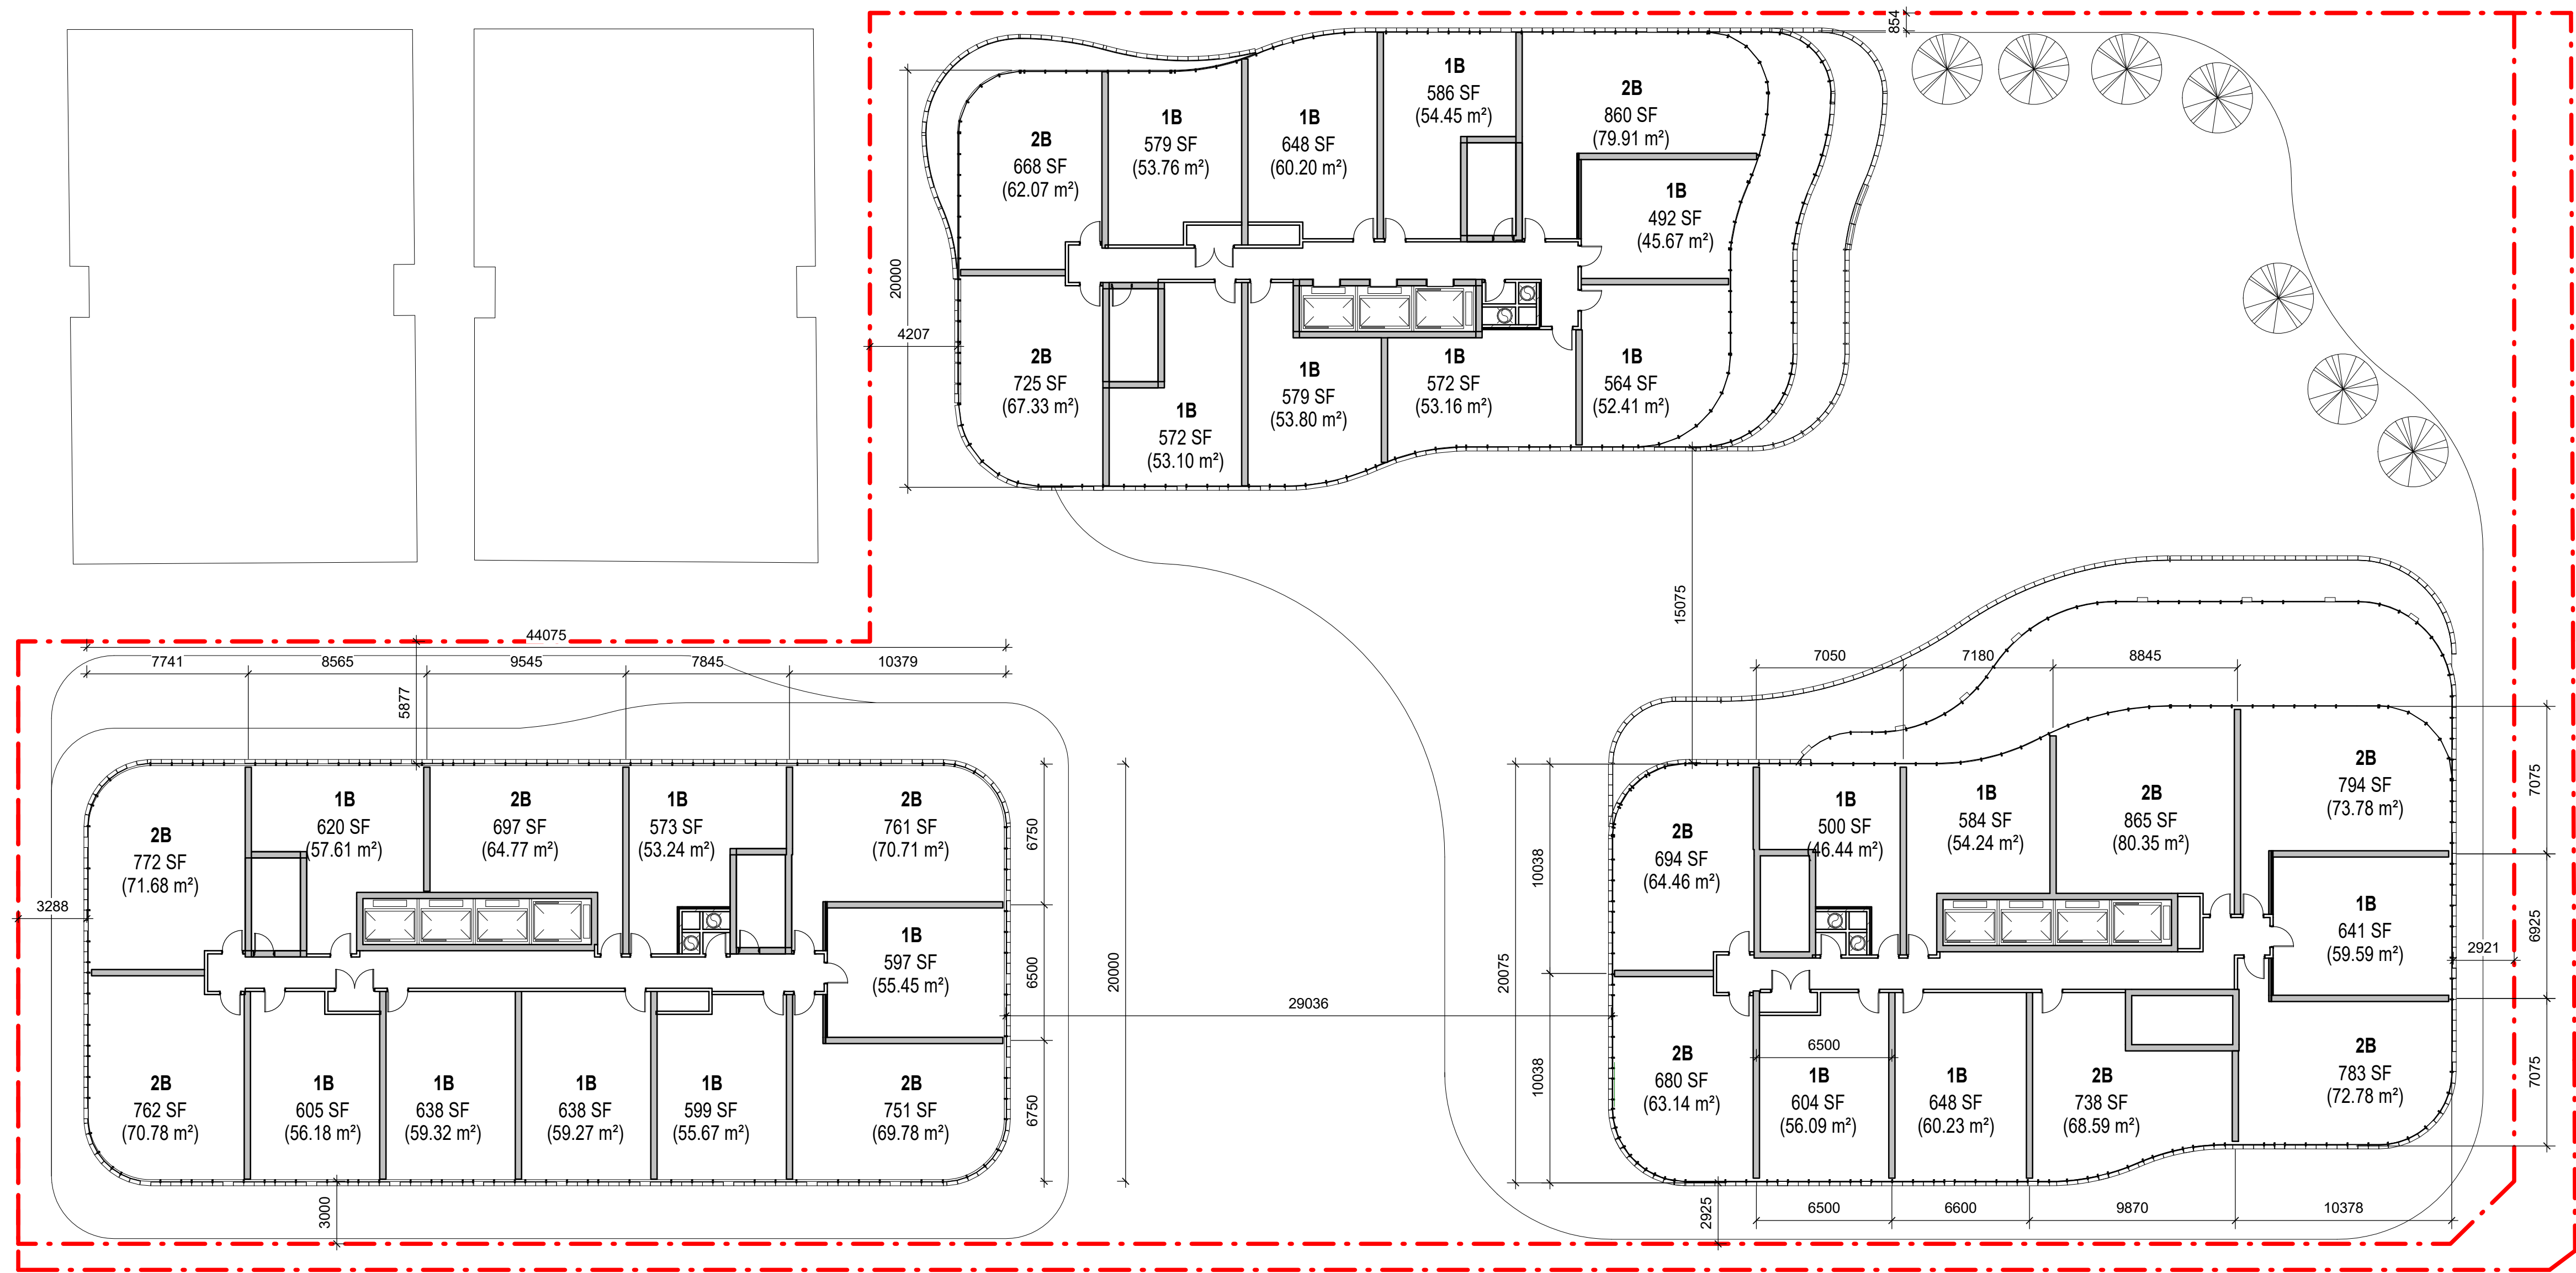 854
20000
4207
2B
668 SF
(62.07 m²)
1B
579 SF
(53.76 m²)
1B
648 SF
(60.20 m²)
1B
586 SF
(54.45 m²)
2B
860 SF
(79.91 m²)
1B
492 SF
(45.67 m²)
2B
725 SF
(67.33 m²)
1B
572 SF
(53.10 m²)
1B
579 SF
(53.80 m²)
1B
572 SF
(53.16 m²)
1B
564 SF
(52.41 m²)
15075
44075
7741
8565
9545
7845
10379
5877
3288
2B
772 SF
(71.68 m²)
1B
620 SF
(57.61 m²)
2B
697 SF
(64.77 m²)
1B
573 SF
(53.24 m²)
2B
761 SF
(70.71 m²)
1B
597 SF
(55.45 m²)
2B
762 SF
(70.78 m²)
1B
605 SF
(56.18 m²)
1B
638 SF
(59.32 m²)
1B
638 SF
(59.27 m²)
1B
599 SF
(55.67 m²)
2B
751 SF
(69.78 m²)
6750
6500
6750
20000
3000
29036
7050
7180
8845
20075
10038
10038
2B
694 SF
(64.46 m²)
1B
500 SF
(46.44 m²)
1B
584 SF
(54.24 m²)
2B
865 SF
(80.35 m²)
2B
794 SF
(73.78 m²)
1B
641 SF
(59.59 m²)
2B
680 SF
(63.14 m²)
6500
1B
604 SF
(56.09 m²)
1B
648 SF
(60.23 m²)
2B
738 SF
(68.59 m²)
2B
783 SF
(72.78 m²)
7075
6925
2921
7075
2925
6500
6600
9870
10378